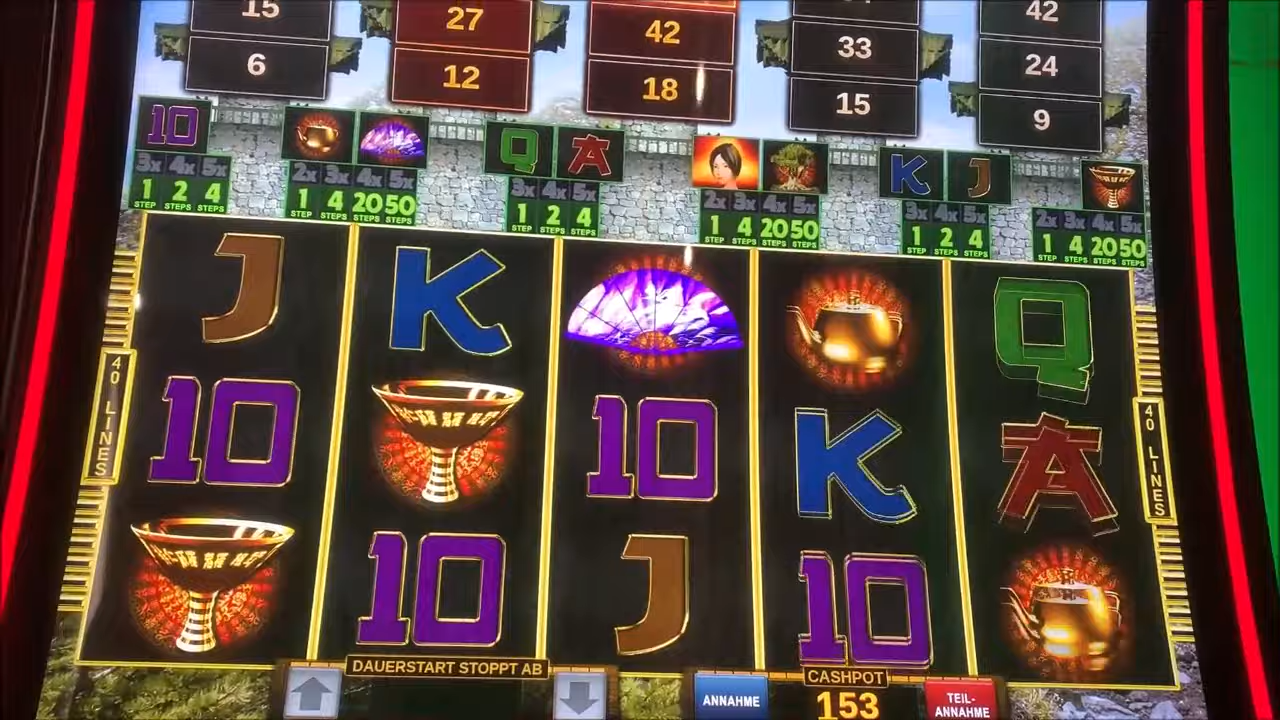 15 27 42 33 42
6 12 18 15 24
9
10 Q A K J
3x 4x 5x
1 2 4
STEP STEPS STEPS
2x 3x 4x 5x
1 4 20 50
STEP STEPS STEPS STEPS
3x 4x 5x
1 2 4
STEP STEPS STEPS
2x 3x 4x 5x
1 4 20 50
STEP STEPS STEPS STEPS
3x 4x 5x
1 2 4
STEP STEPS STEPS
2x 3x 4x 5x
1 4 20 50
STEP STEPS STEPS STEPS
J K Q
40 LINES
10 10 K A
40 LINES
10 J 10
DAUERSTART STOPPT AB
ANNAHME
CASHPOT
153
TEIL-
ANNAHME